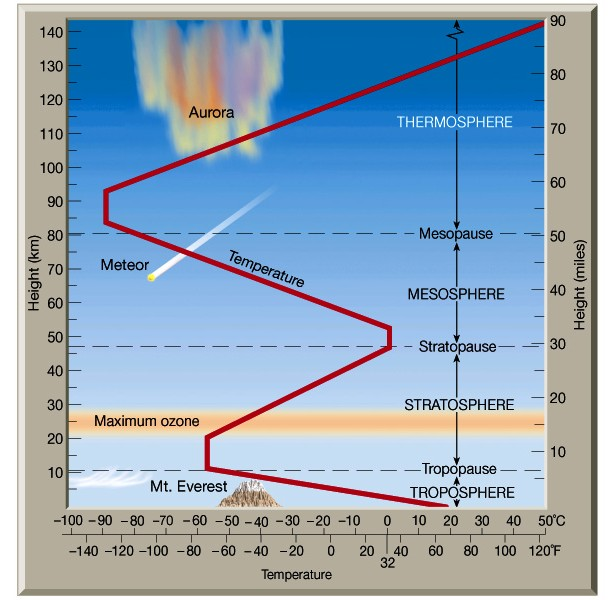 Height (km)
140
130
120
110
100
90
80
70
60
50
40
30
20
10
Aurora
Meteor
Temperature
Maximum ozone
Mt. Everest
THERMOSPHERE
Mesopause
MESOSPHERE
Stratopause
STRATOSPHERE
Tropopause
TROPOSPHERE
90
80
70
60
50
40
30
20
10
Height (miles)
−100 −90 −80 −70 −60 −50 −40 −30 −20 −10 0 10 20 30 40 50°C
−140 −120 −100 −80 −60 −40 −20 0 20 40 60 80 100 120°F
32
Temperature